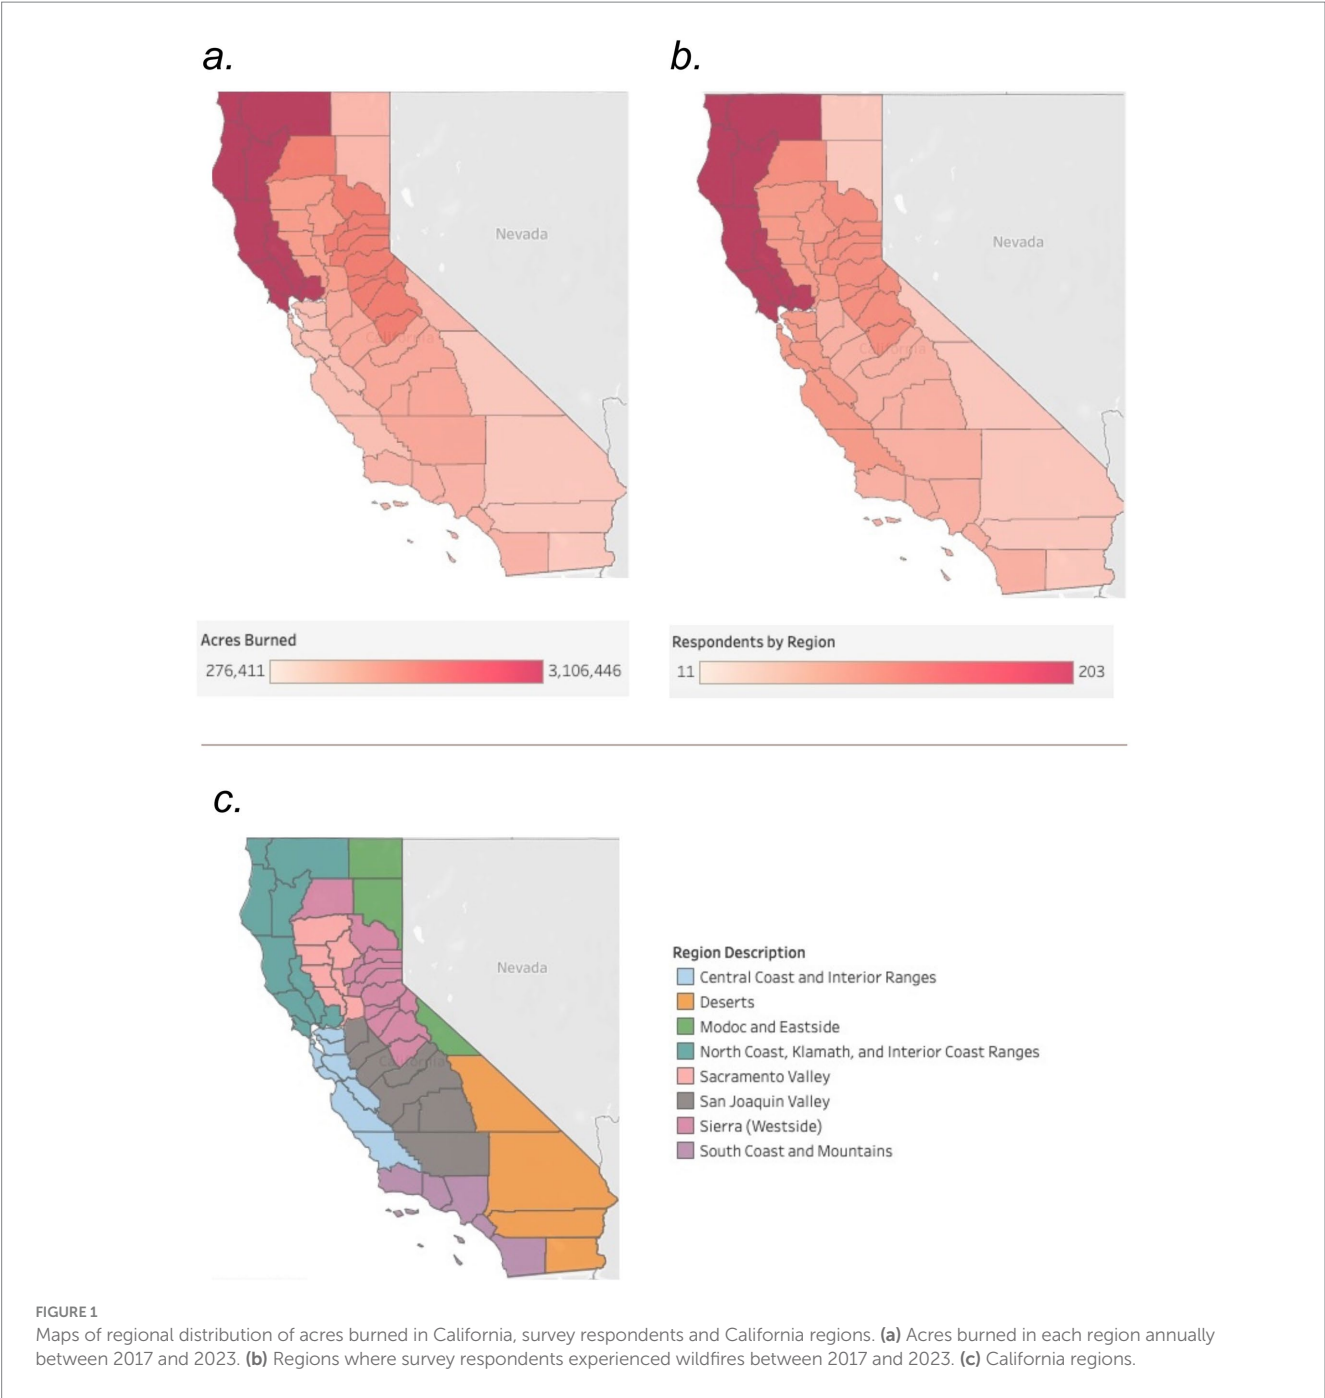 a.
b.
Nevada
Nevada
California
California
Acres Burned
276,411
3,106,446
Respondents by Region
11
203
c.
Nevada
California
Region Description
Central Coast and Interior Ranges
Deserts
Modoc and Eastside
North Coast, Klamath, and Interior Coast Ranges
Sacramento Valley
San Joaquin Valley
Sierra (Westside)
South Coast and Mountains
FIGURE 1
Maps of regional distribution of acres burned in California, survey respondents and California regions. (a) Acres burned in each region annually
between 2017 and 2023. (b) Regions where survey respondents experienced wildfires between 2017 and 2023. (c) California regions.